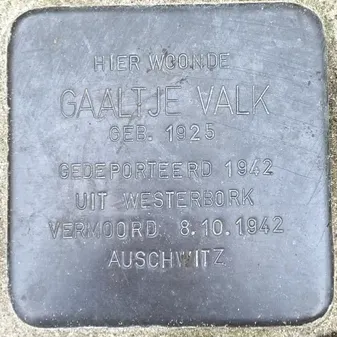 HIER WOONDE
GAALTJE VALK
GEB. 1925
GEDEPORTEERD 1942
UIT WESTERBORK
VERMOORD 8.10.1942
AUSCHWITZ